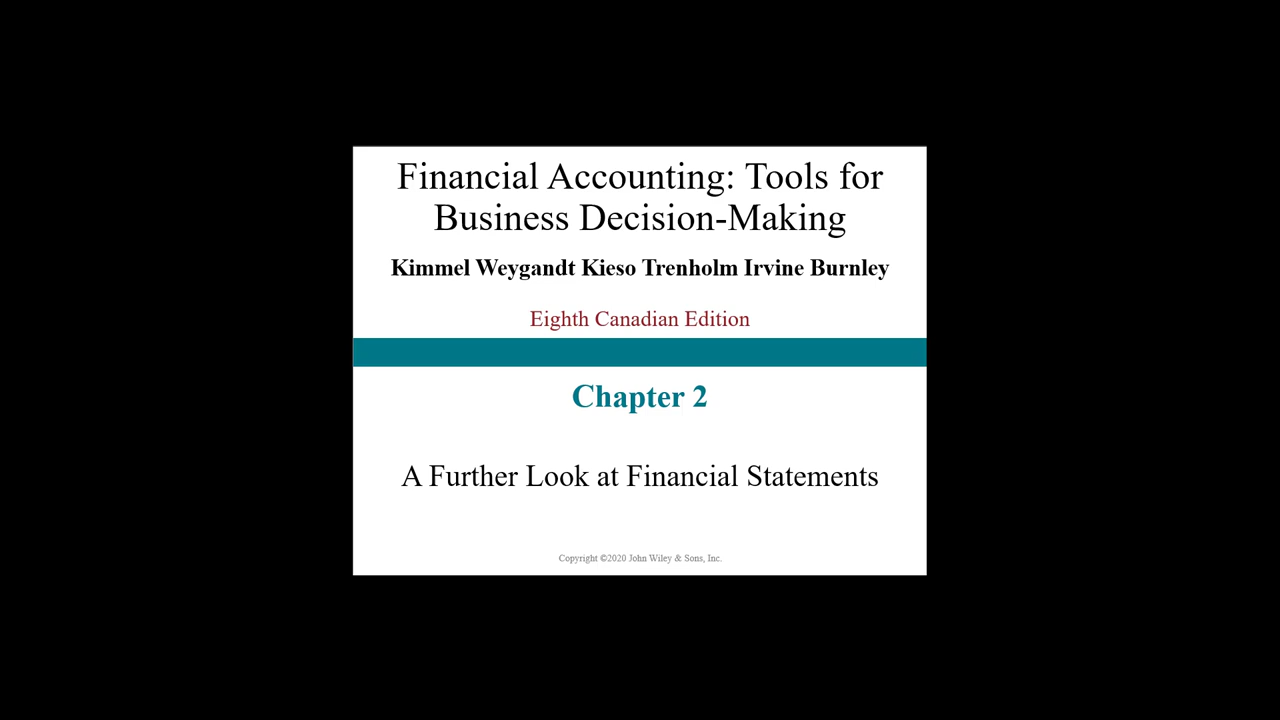 Financial Accounting: Tools for
Business Decision-Making
Kimmel Weygandt Kieso Trenholm Irvine Burnley
Eighth Canadian Edition
Chapter 2
A Further Look at Financial Statements
Copyright ©2020 John Wiley & Sons, Inc.